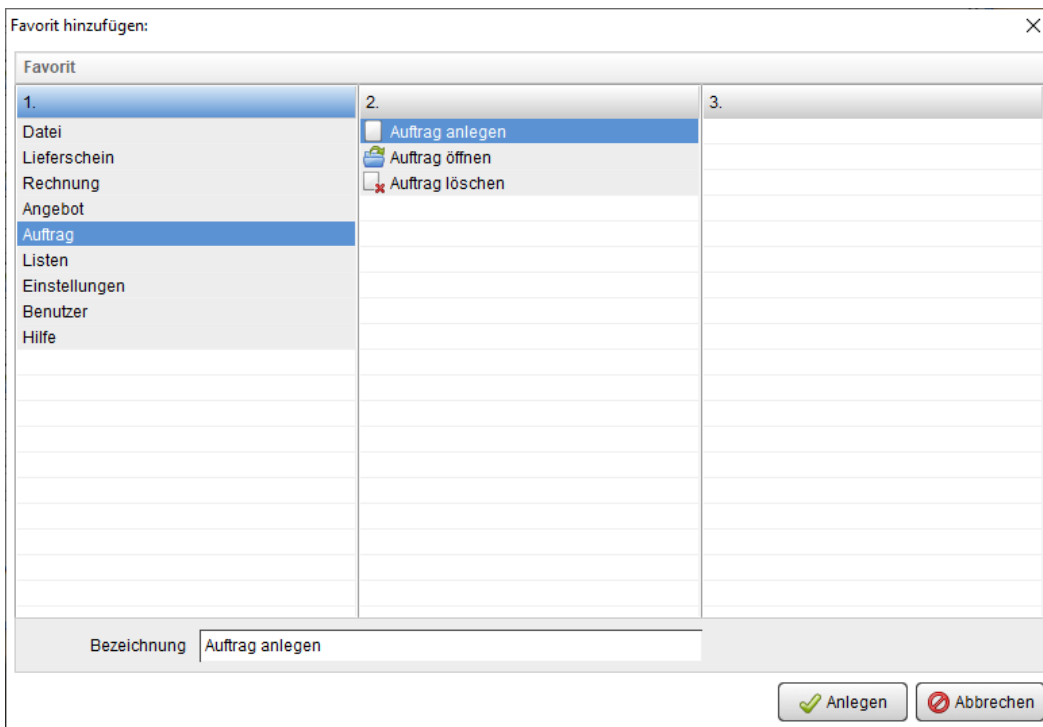 Favorit hinzufügen:
Favorit
1.
2.
3.
Datei
Lieferschein
Rechnung
Angebot
Auftrag
Listen
Einstellungen
Benutzer
Hilfe
Auftrag anlegen
Auftrag öffnen
Auftrag löschen
Bezeichnung Auftrag anlegen
Anlegen
Abbrechen